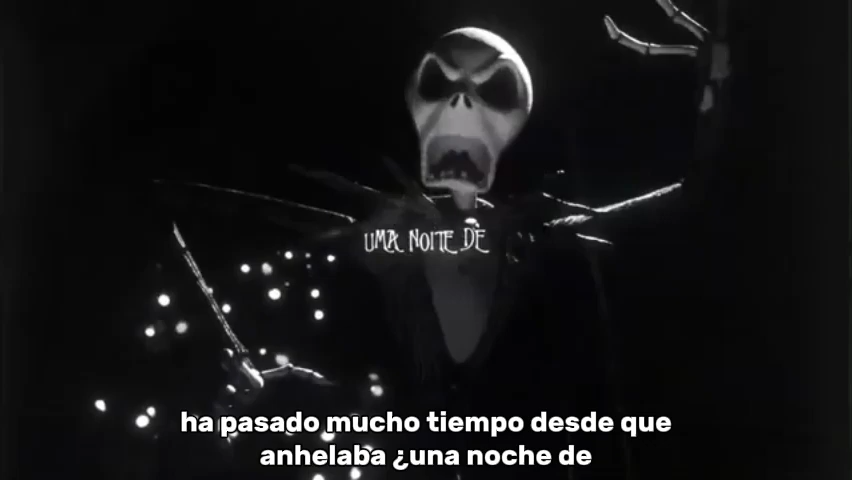 UMA NOITE DE
ha pasado mucho tiempo desde que
anhelaba ¿una noche de